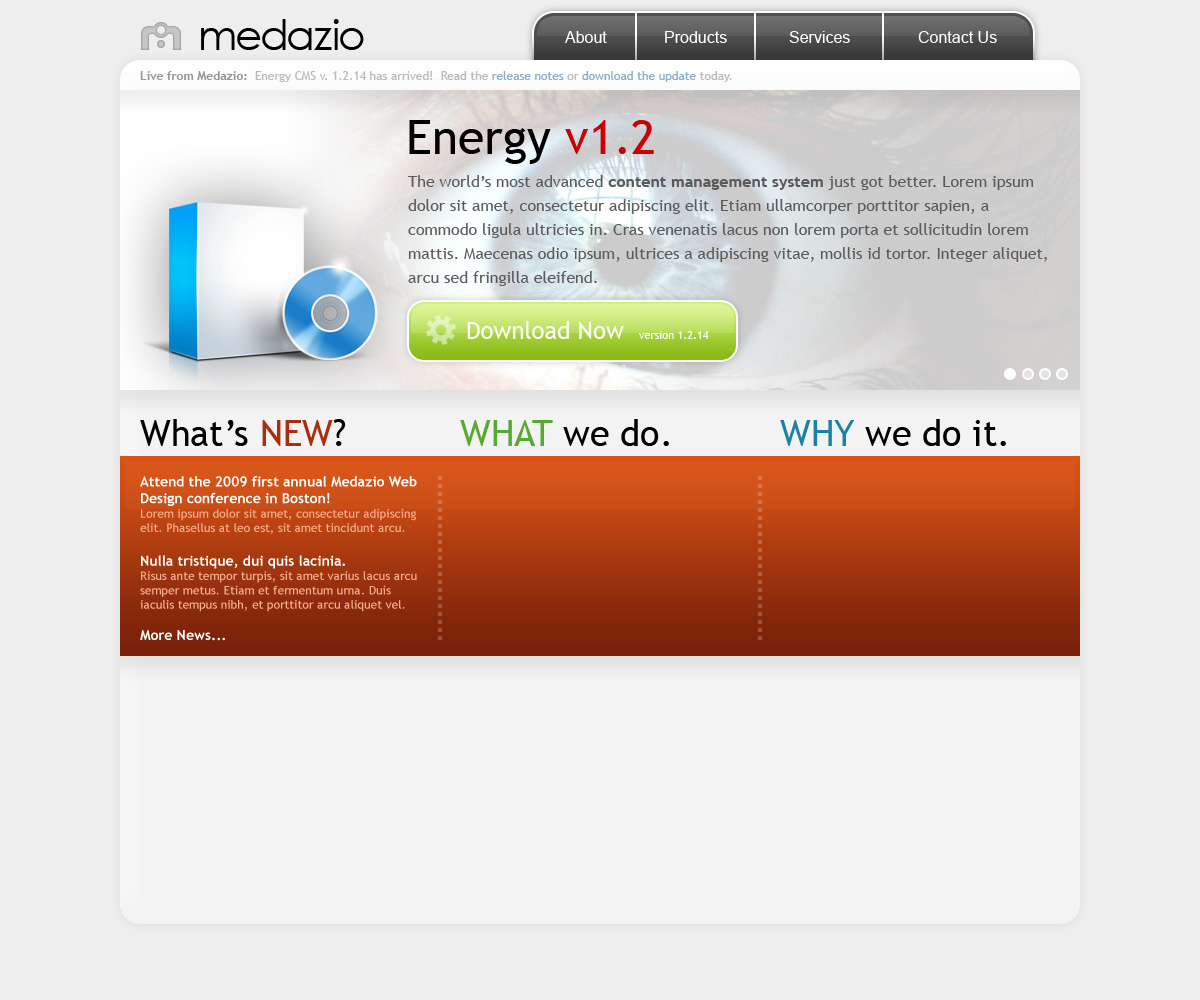 medazio
About
Products
Services
Contact Us
Live from Medazio: Energy CMS v. 1.2.14 has arrived! Read the release notes or download the update today.
Energy v1.2
The world’s most advanced content management system just got better. Lorem ipsum
dolor sit amet, consectetur adipiscing elit. Etiam ullamcorper porttitor sapien, a
commodo ligula ultricies in. Cras venenatis lacus non lorem porta et sollicitudin lorem
mattis. Maecenas odio ipsum, ultrices a adipiscing vitae, mollis id tortor. Integer aliquet,
arcu sed fringilla eleifend.
Download Now version 1.2.14
What’s NEW?
WHAT we do.
WHY we do it.
Attend the 2009 first annual Medazio Web
Design conference in Boston!
Lorem ipsum dolor sit amet, consectetur adipiscing
elit. Phasellus at leo est, sit amet tincidunt arcu.
Nulla tristique, dui quis lacinia.
Risus ante tempor turpis, sit amet varius lacus arcu
semper metus. Etiam et fermentum urna. Duis
iaculis tempus nibh, et porttitor arcu aliquet vel.
More News...